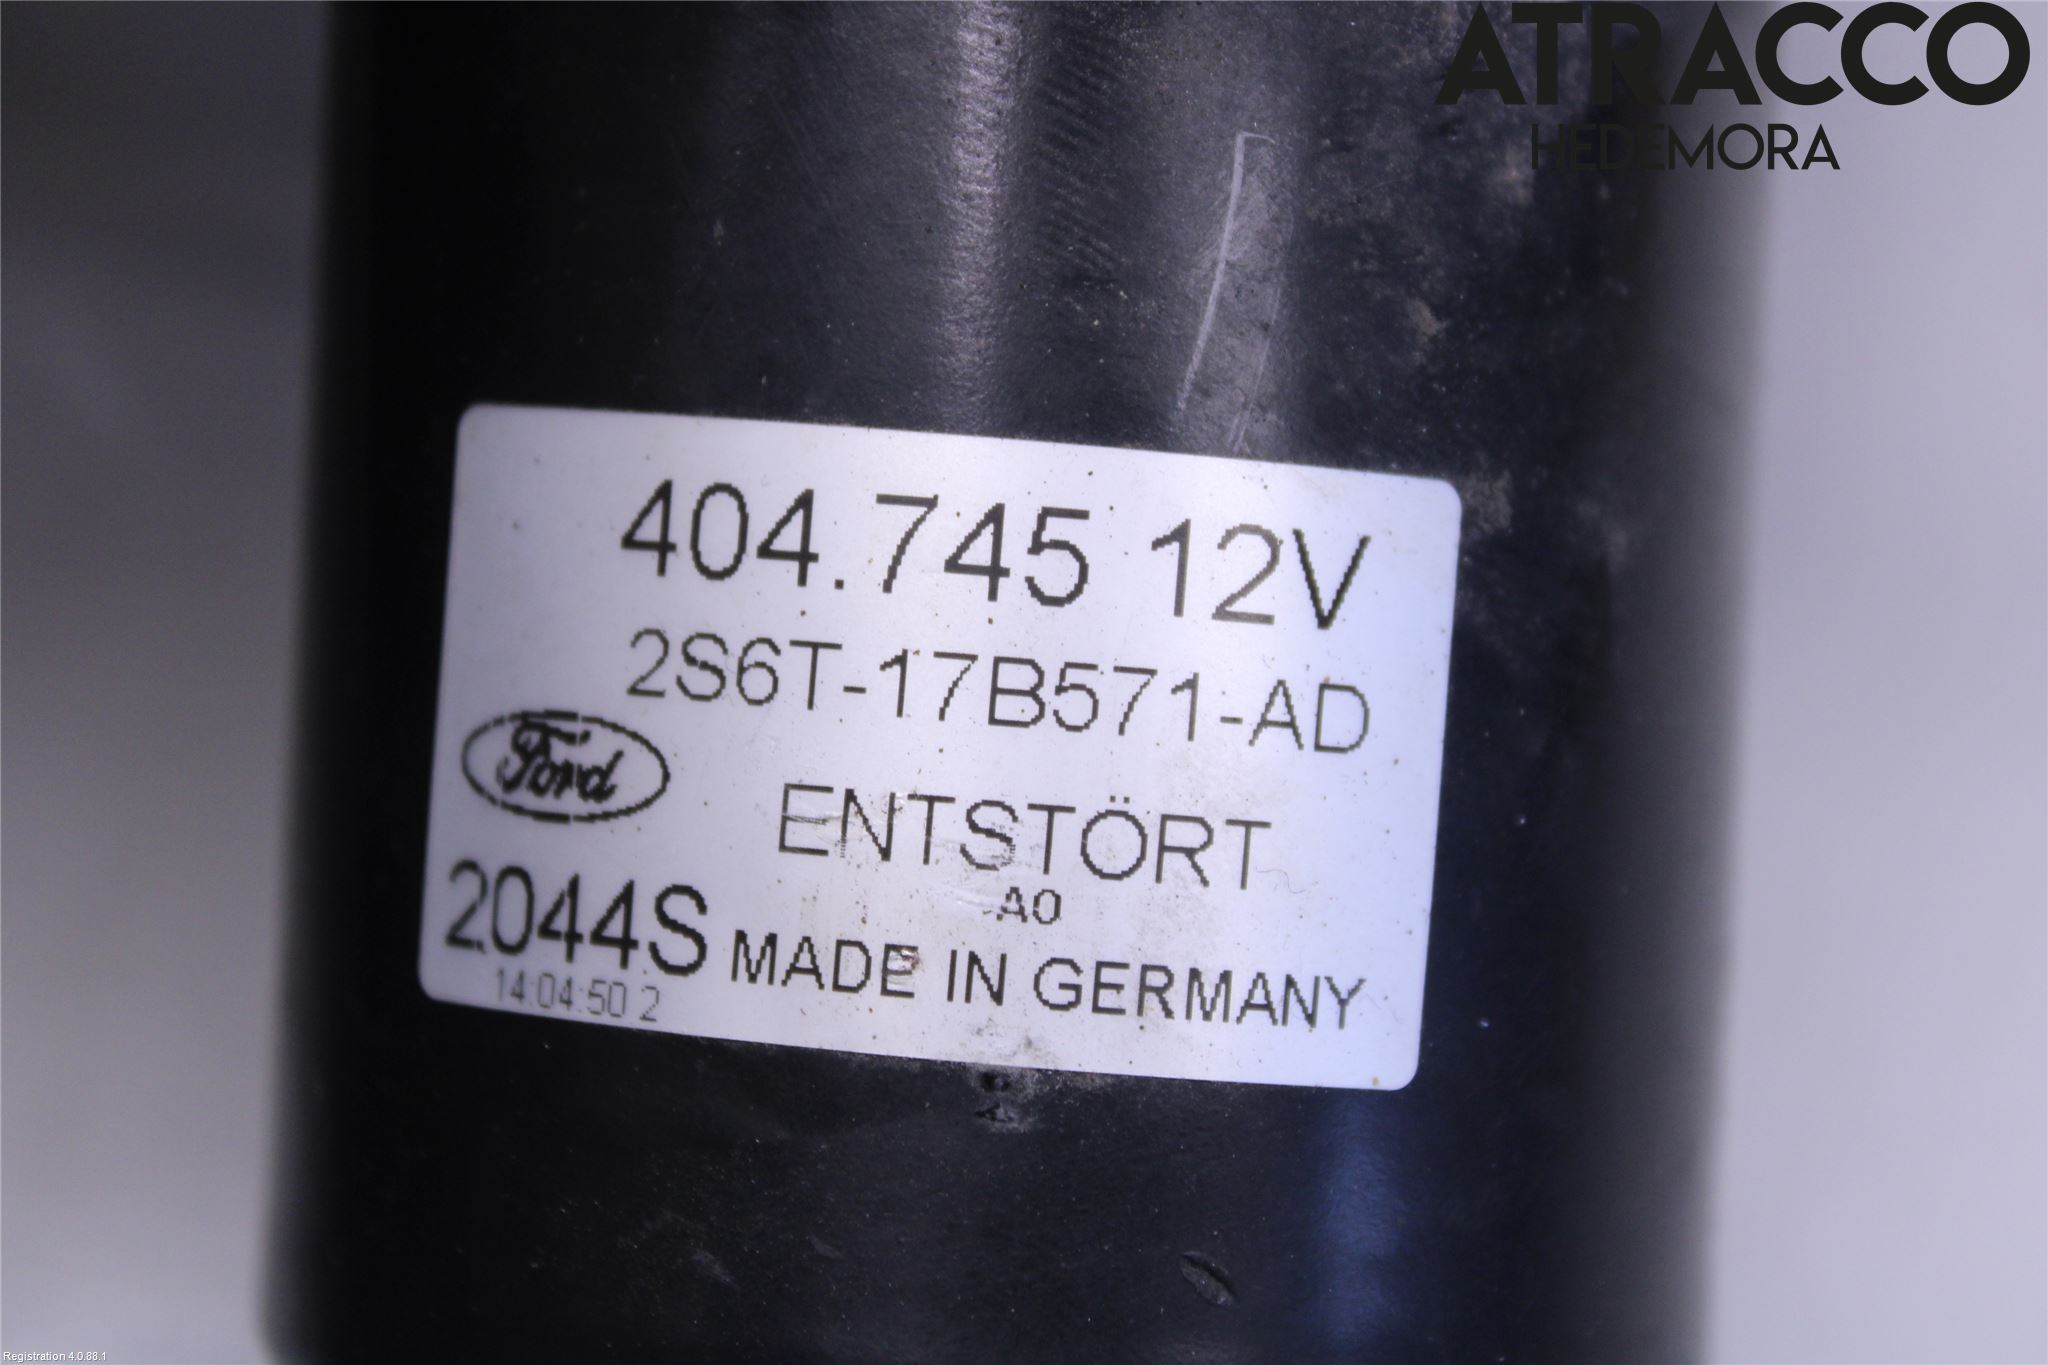 ATRACCO
HEDEMORA
404.745 12V
2S6T-17B571-AD
Ford
ENTSTÖRT
A0
2044S MADE IN GERMANY
14:04:50 2
Registration 4.0.88.1